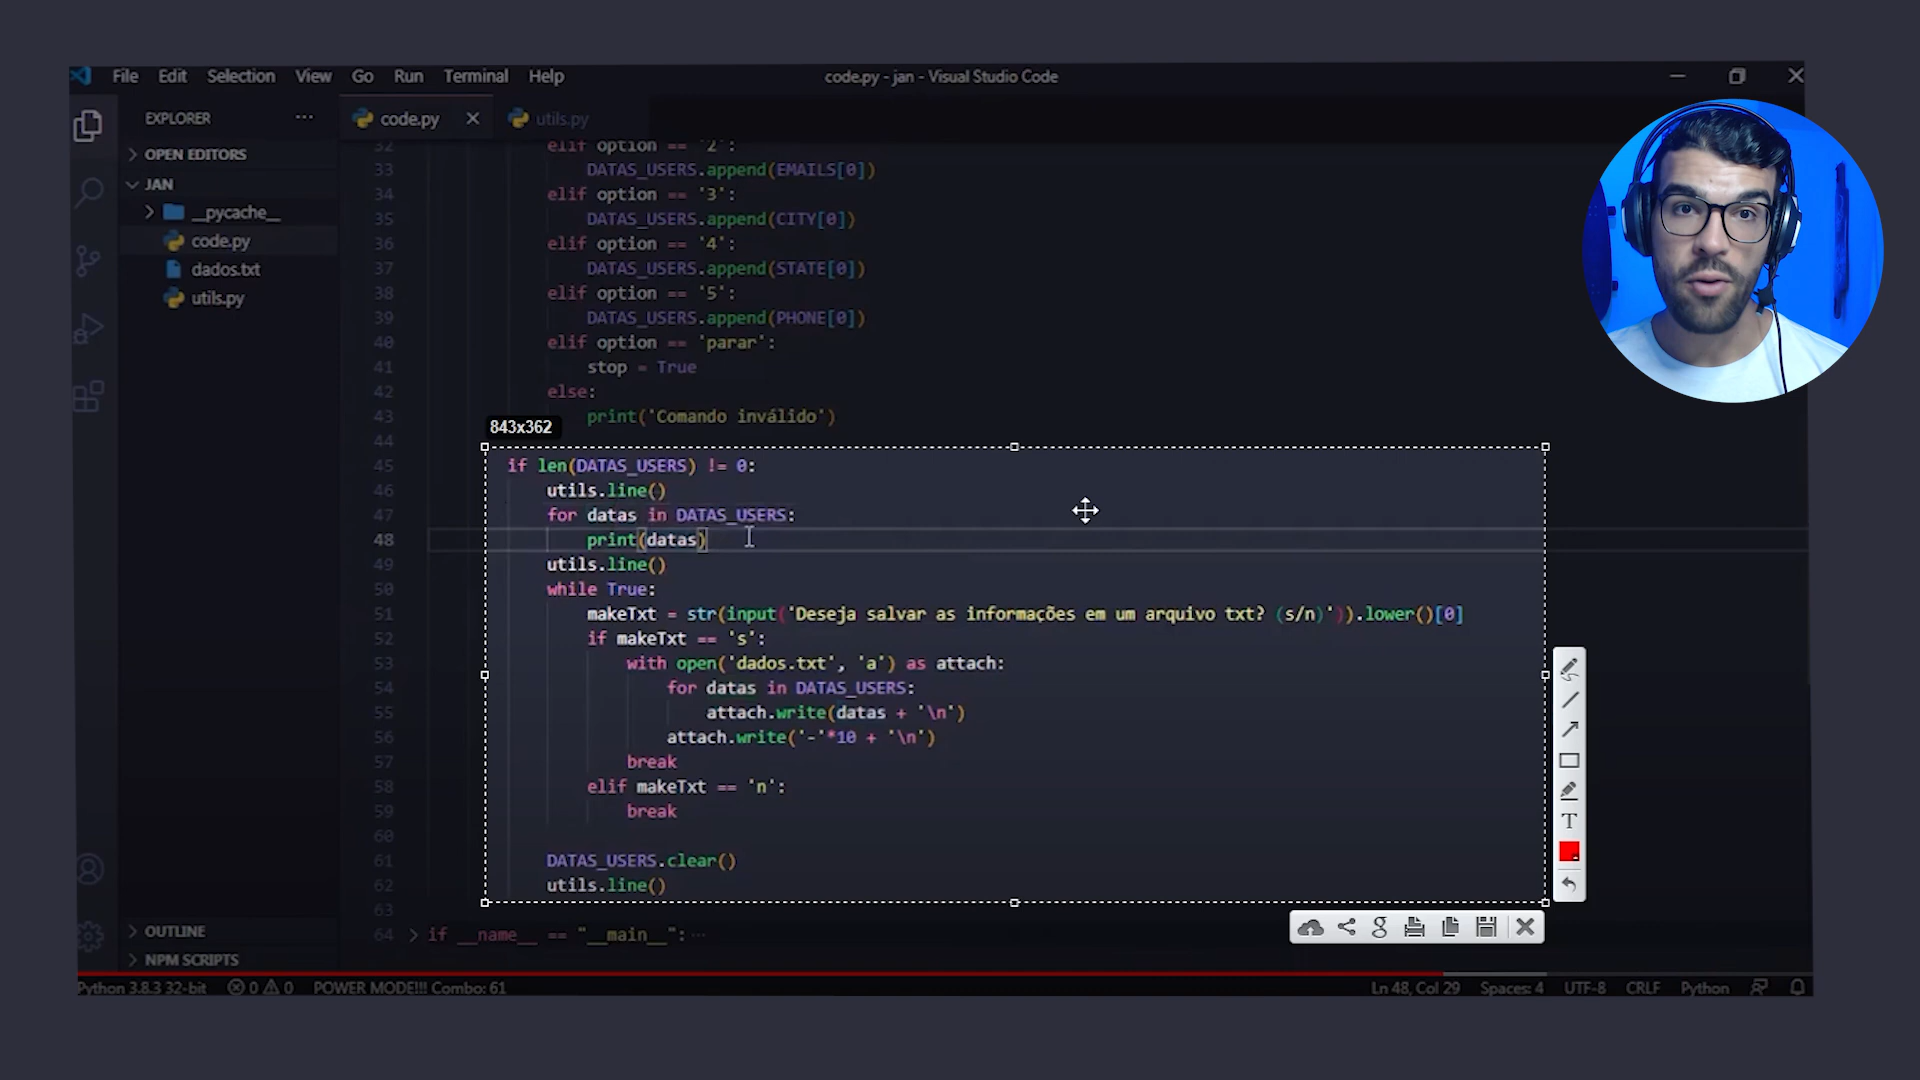 File Edit Selection View Go Run Terminal Help
code.py - jan - Visual Studio Code
EXPLORER ···
code.py
utils.py
OPEN EDITORS
JAN
__pycache__
code.py
dados.txt
utils.py
OUTLINE
NPM SCRIPTS
32 elif option == '2':
33 DATAS_USERS.append(EMAILS[0])
34 elif option == '3':
35 DATAS_USERS.append(CITY[0])
36 elif option == '4':
37 DATAS_USERS.append(STATE[0])
38 elif option == '5':
39 DATAS_USERS.append(PHONE[0])
40 elif option == 'parar':
41 stop = True
42 else:
43 print('Comando inválido')
44
843x362
45 if len(DATAS_USERS) != 0:
46 utils.line()
47 for datas in DATAS_USERS:
48 print(datas)
49 utils.line()
50 while True:
51 makeTxt = str(input('Deseja salvar as informações em um arquivo txt? (s/n)')).lower()[0]
52 if makeTxt == 's':
53 with open('dados.txt', 'a') as attach:
54 for datas in DATAS_USERS:
55 attach.write(datas + '\n')
56 attach.write('-'*10 + '\n')
57 break
58 elif makeTxt == 'n':
59 break
60
61 DATAS_USERS.clear()
62 utils.line()
63
64 if __name__ == "__main__": ···
T
g
Python 3.8.3 32-bit 0 0 POWER MODE!!! Combo: 61
Ln 48, Col 29 Spaces: 4 UTF-8 CRLF Python